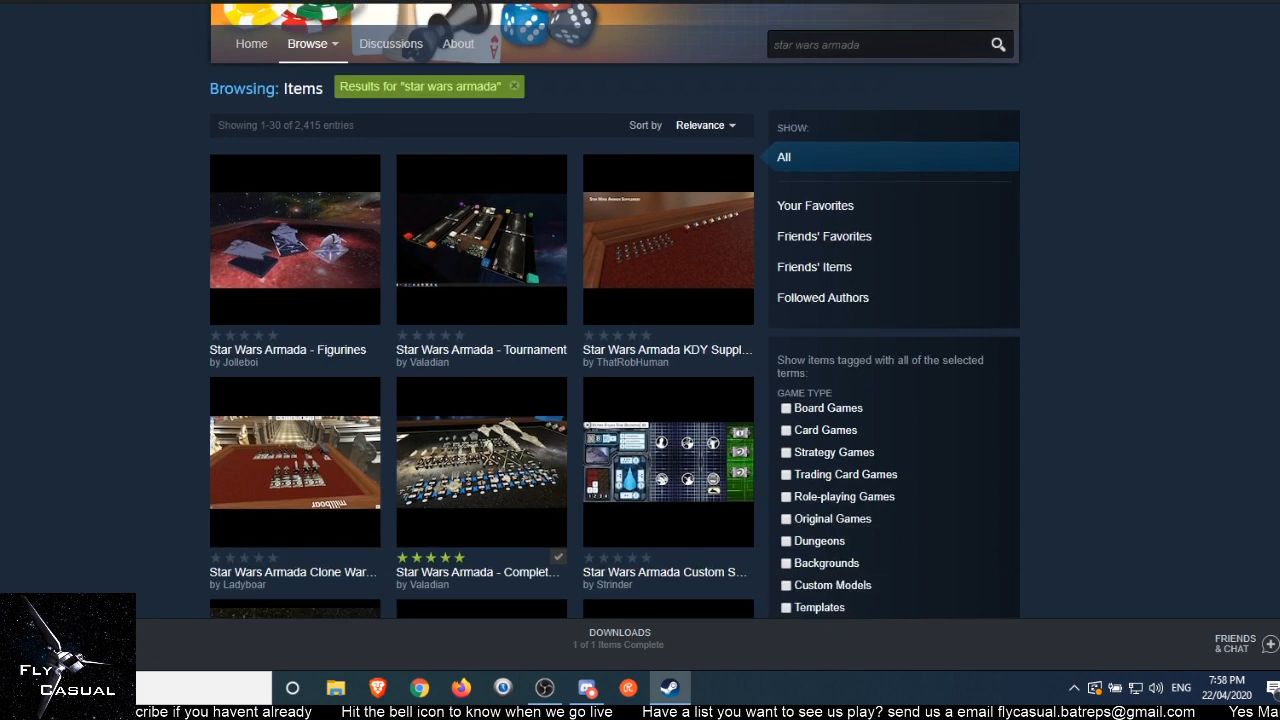 Home
Browse
Discussions
About
star wars armada
Browsing: Items
Results for "star wars armada"
Showing 1-30 of 2,415 entries
Sort by
Relevance
SHOW:
All
Your Favorites
Friends' Favorites
Friends' Items
Followed Authors
Star Wars Armada - Figurines
by Jolleboi
Star Wars Armada - Tournament
by Valadian
Star Wars Armada KDY Suppl...
by ThatRobHuman
Star Wars Armada Clone War...
by Ladyboar
Star Wars Armada - Complet...
by Valadian
Star Wars Armada Custom S...
by Strinder
Show items tagged with all of the selected
terms:
GAME TYPE
Board Games
Card Games
Strategy Games
Trading Card Games
Role-playing Games
Original Games
Dungeons
Backgrounds
Custom Models
Templates
DOWNLOADS
1 of 1 Items Complete
FRIENDS
& CHAT
FLY
CASUAL
ENG
7:58 PM
22/04/2020
cribe if you havent already Hit the bell icon to know when we go live Have a list you want to see us play? send us a email flycasual.batreps@gmail.com Yes Ma